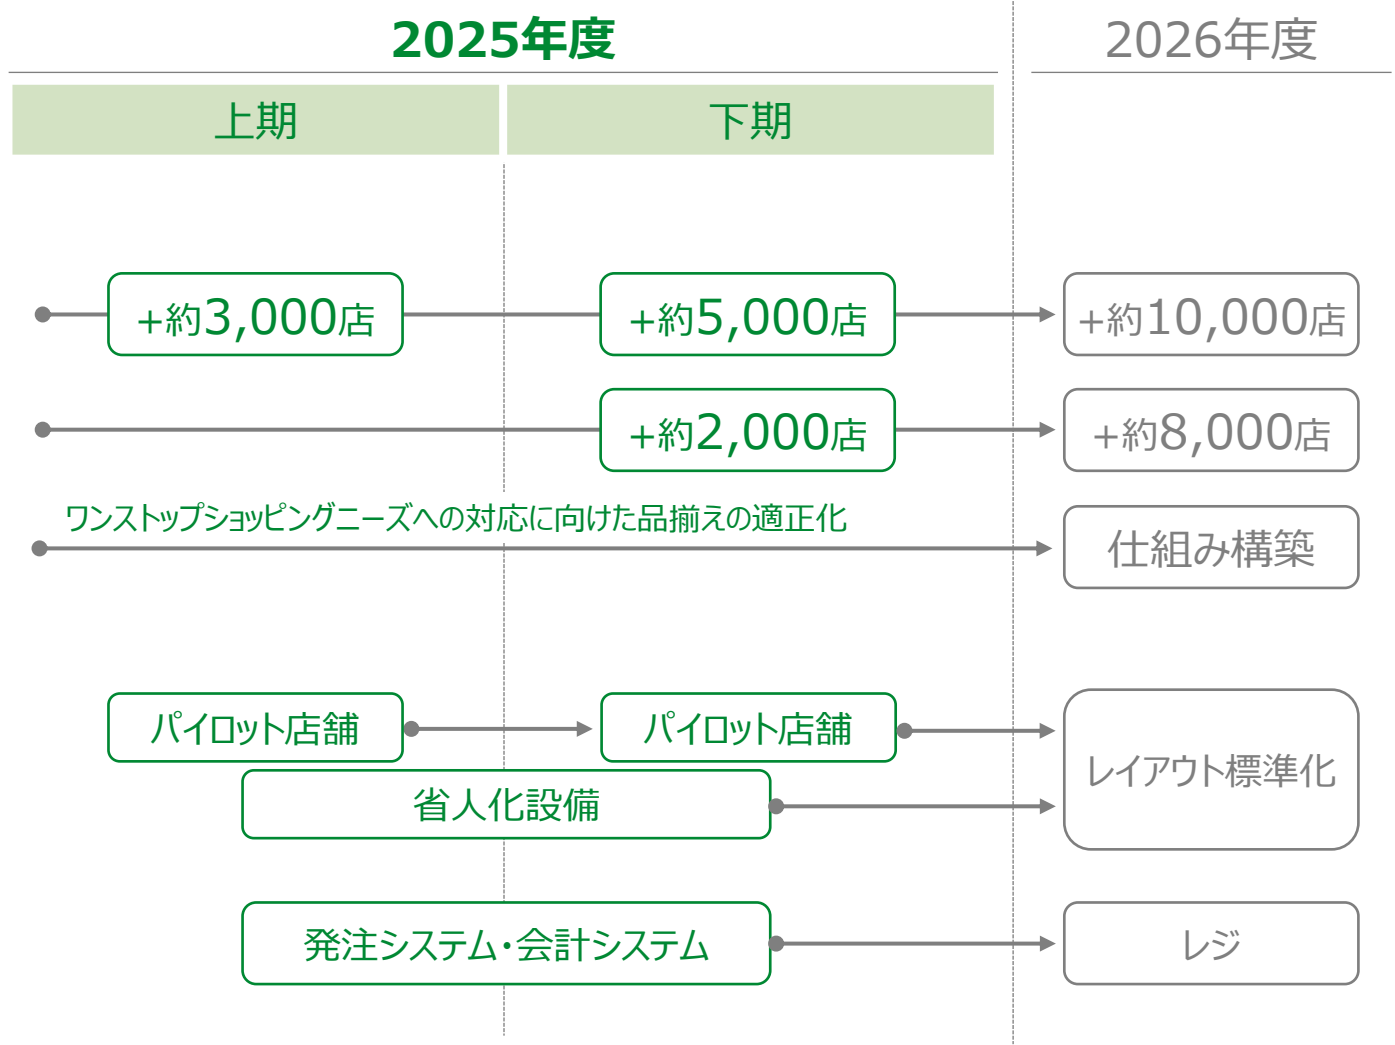 2025年度
2026年度
上期
下期
+約3,000店
+約5,000店
+約10,000店
+約2,000店
+約8,000店
ワンストップショッピングニーズへの対応に向けた品揃えの適正化
仕組み構築
パイロット店舗
パイロット店舗
レイアウト標準化
省人化設備
発注システム・会計システム
レジ